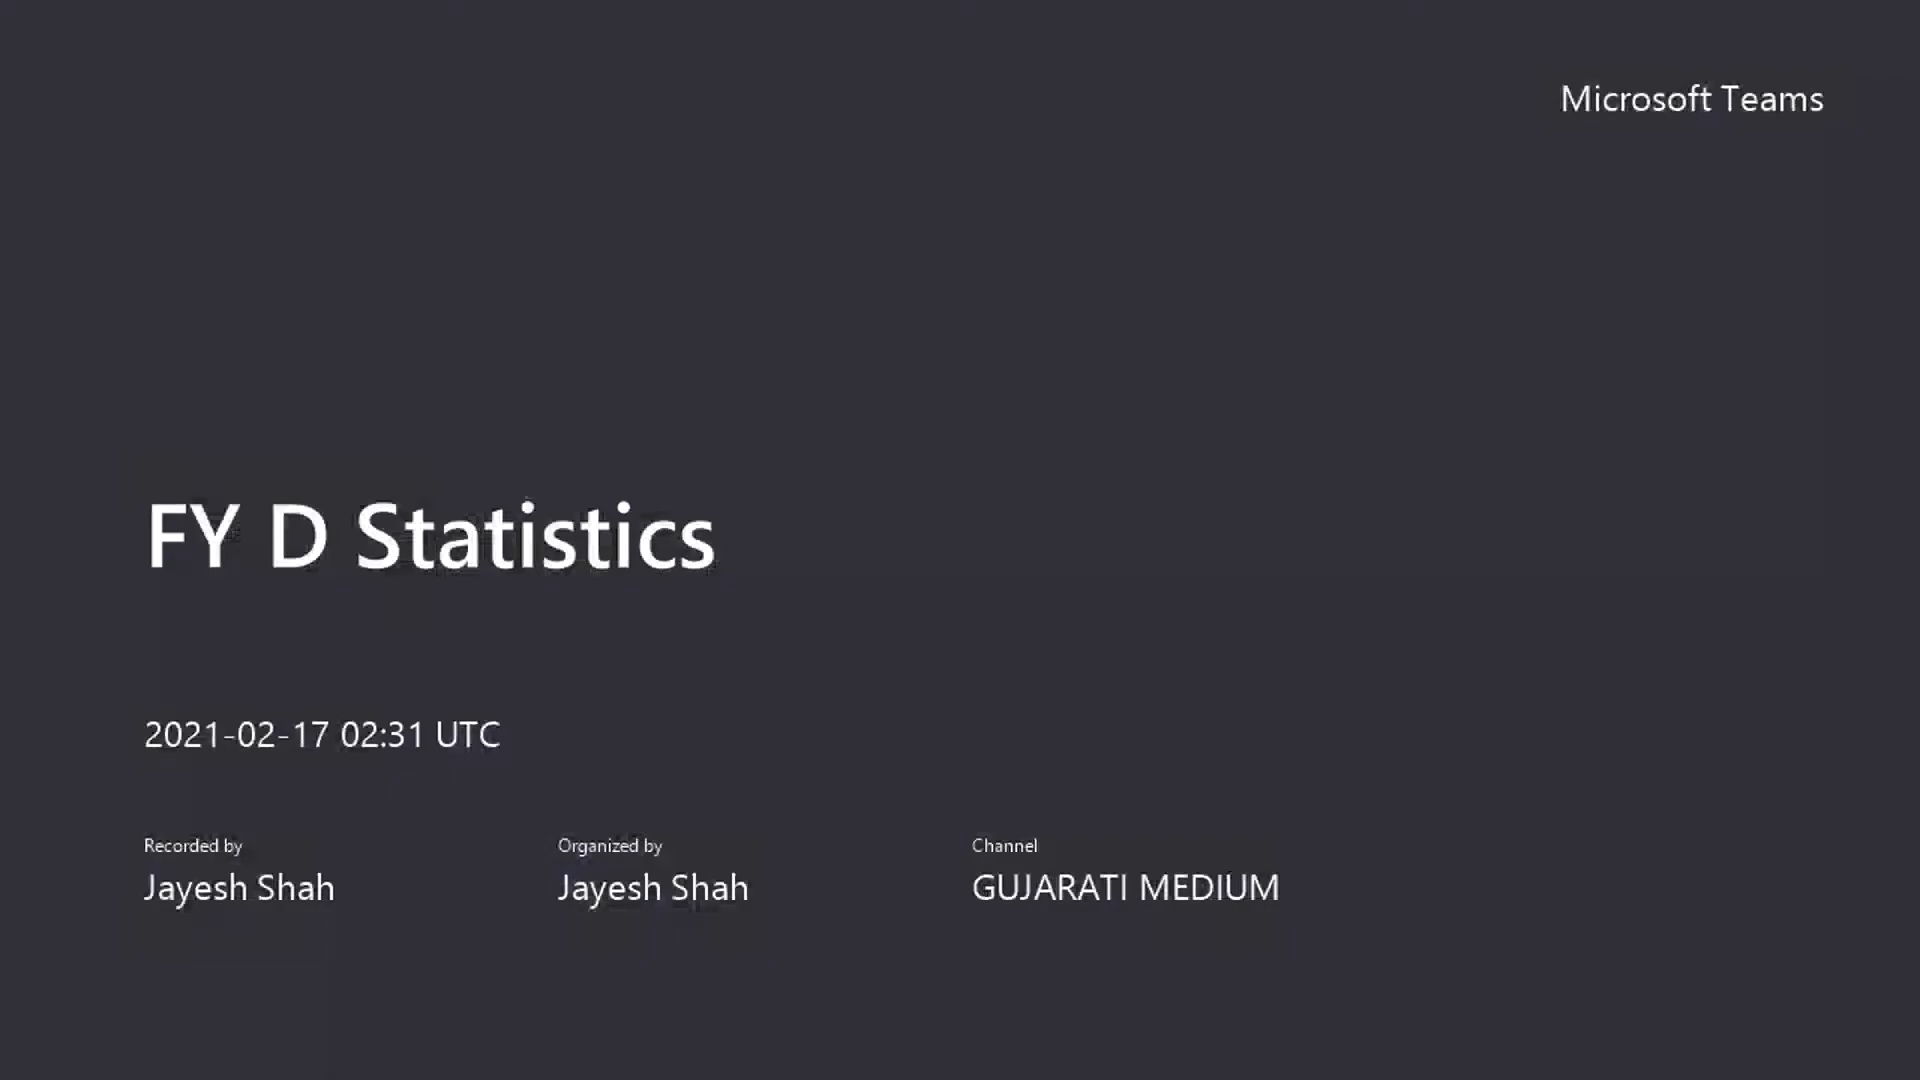 Microsoft Teams
FY D Statistics
2021-02-17 02:31 UTC
Recorded by
Jayesh Shah
Organized by
Jayesh Shah
Channel
GUJARATI MEDIUM